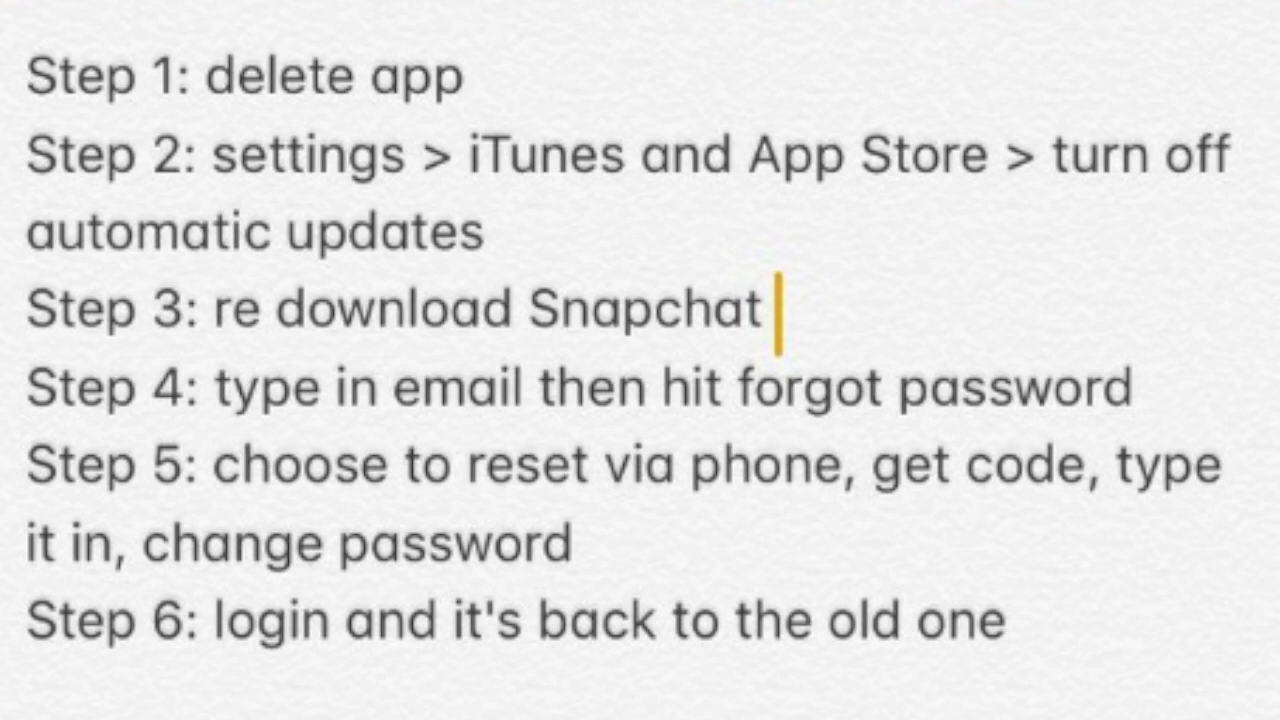 Step 1: delete app
Step 2: settings > iTunes and App Store > turn off
automatic updates
Step 3: re download Snapchat
Step 4: type in email then hit forgot password
Step 5: choose to reset via phone, get code, type
it in, change password
Step 6: login and it's back to the old one